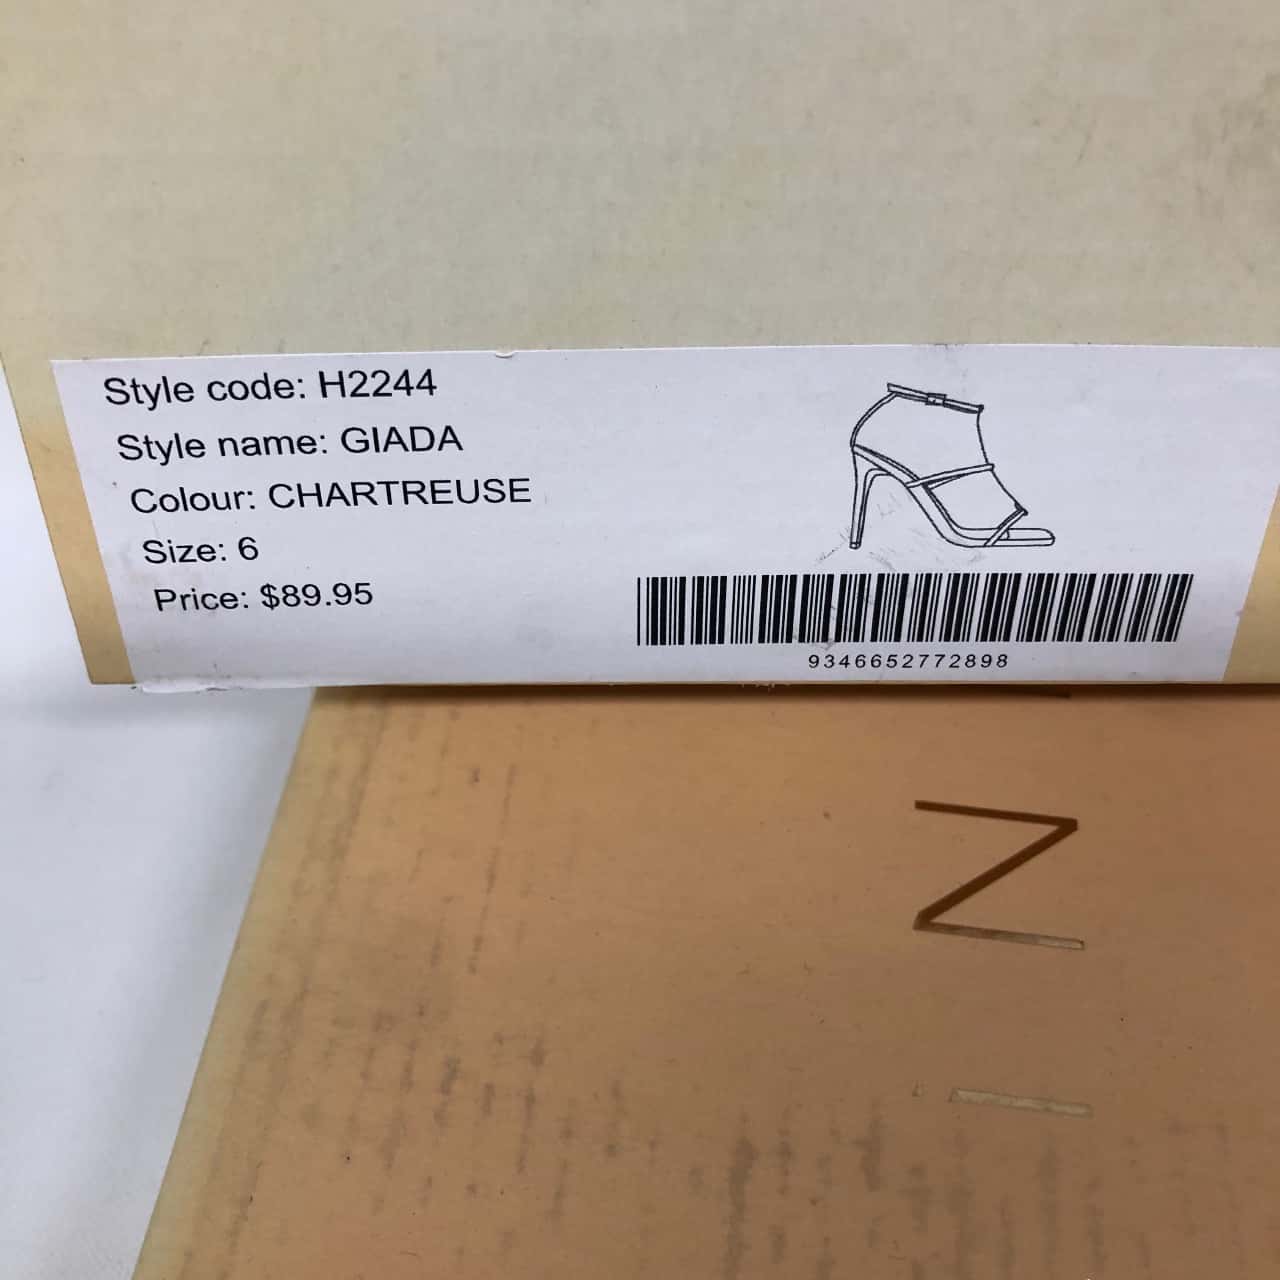 Style code: H2244
Style name: GIADA
Colour: CHARTREUSE
Size: 6
Price: $89.95
9346652772898
N
i